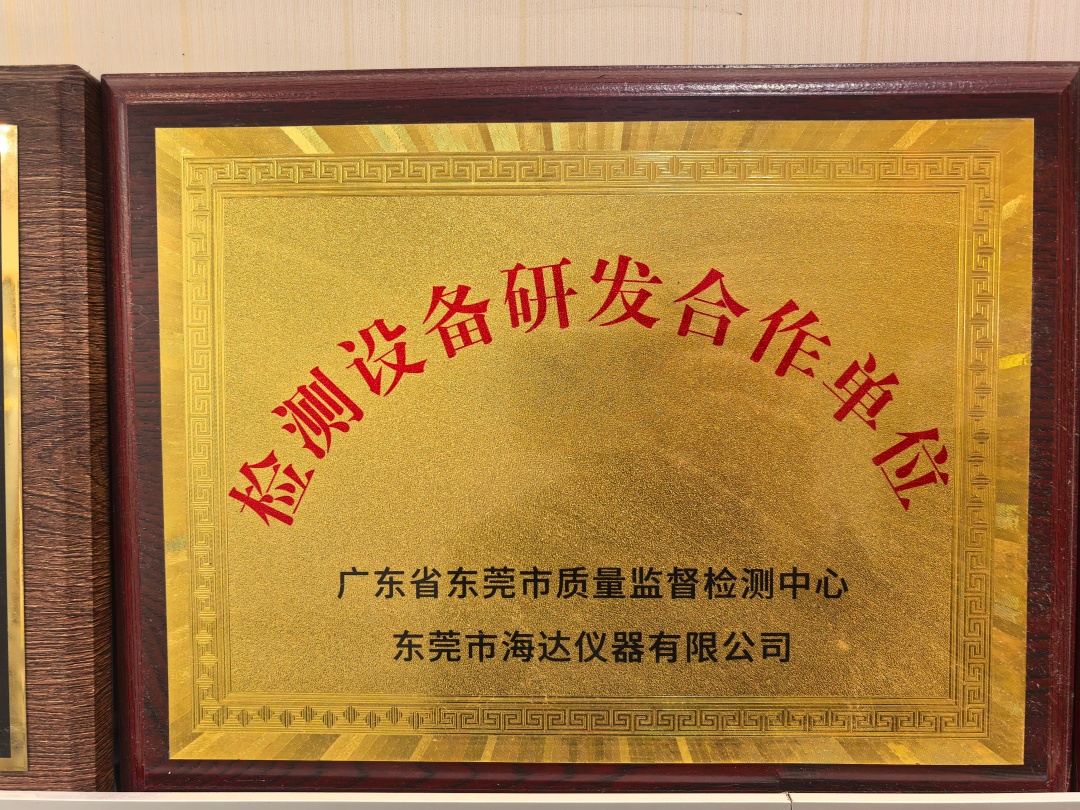 检测设备研发合作单位
广东省东莞市质量监督检测中心
东莞市海达仪器有限公司